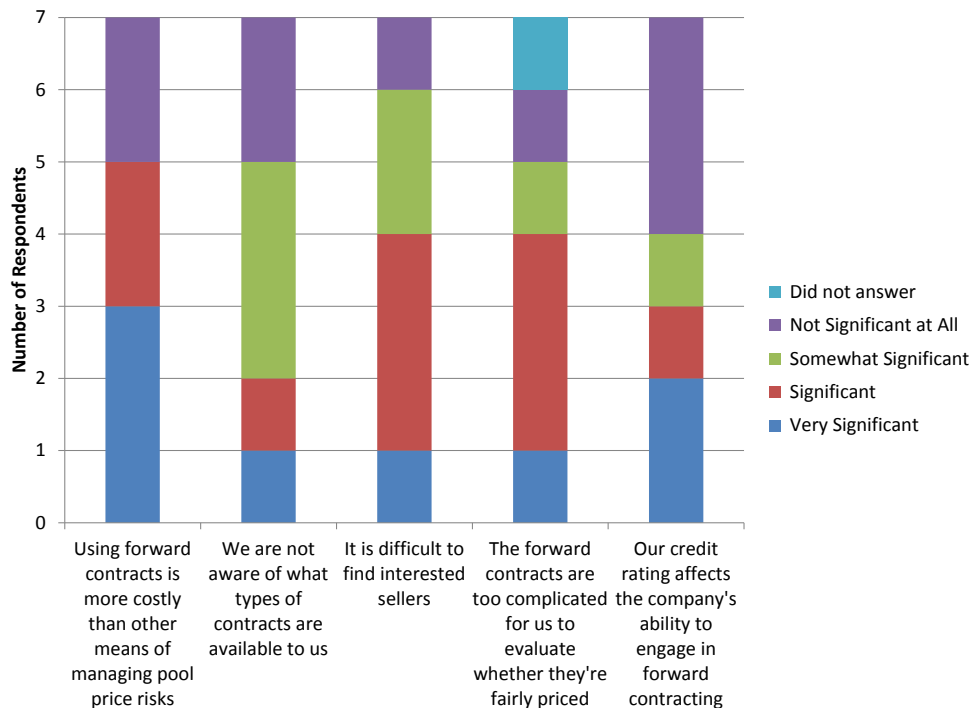 7
6
5
4
3
2
1
0
Number of Respondents
Using forward
contracts is
more costly
than other
means of
managing pool
price risks
We are not
aware of what
types of
contracts are
available to us
It is difficult to
find interested
sellers
The forward
contracts are
too complicated
for us to
evaluate
whether they're
fairly priced
Our credit
rating affects
the company's
ability to
engage in
forward
contracting
Did not answer
Not Significant at All
Somewhat Significant
Significant
Very Significant